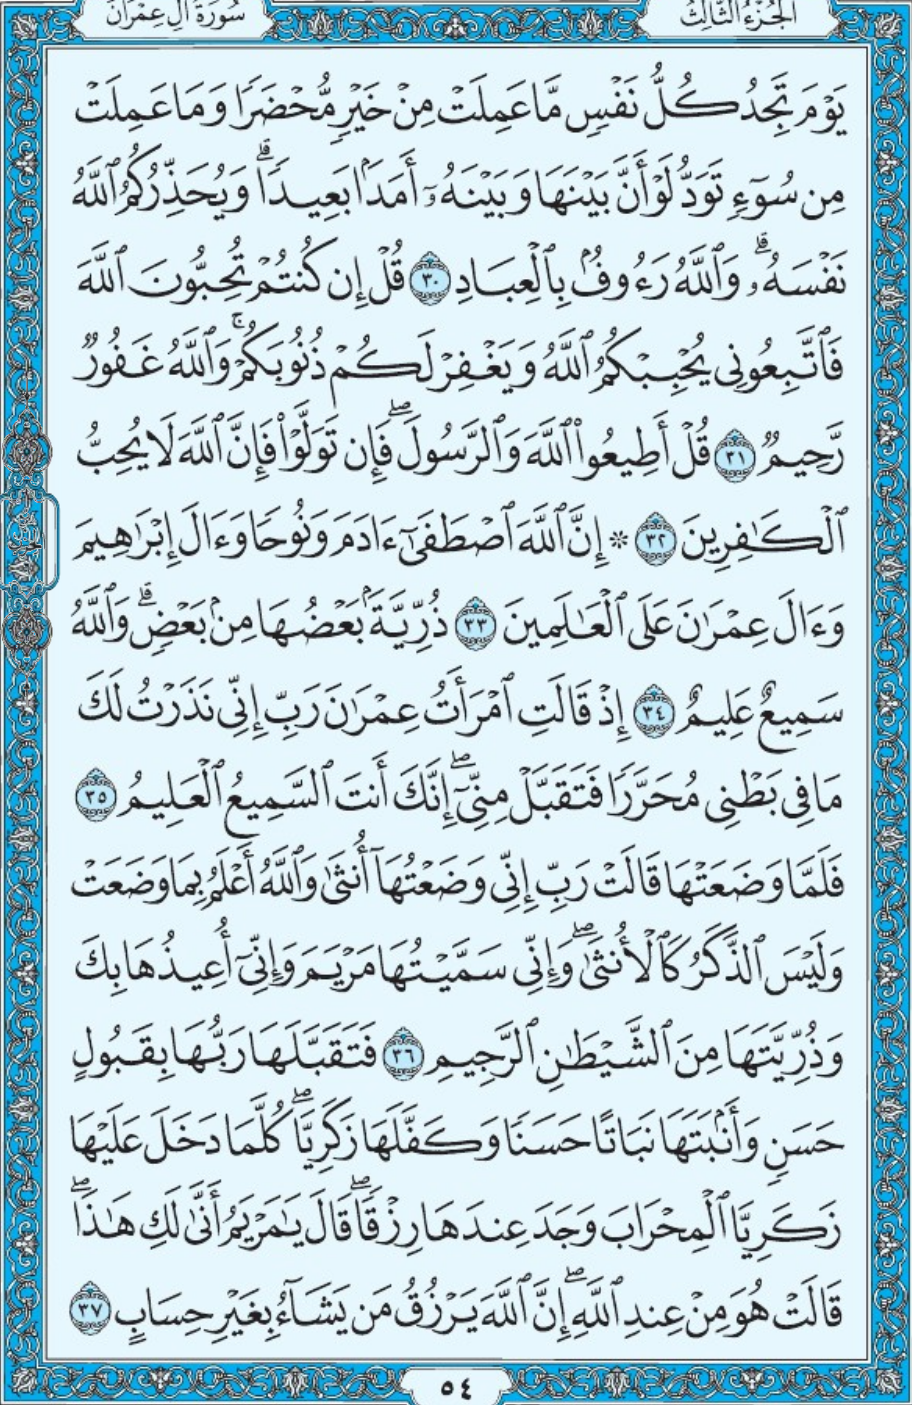 سُورَةُ آلِ عِمْرَانَ
الجُزْءُ الثَّالِثُ
يَوْمَ تَجِدُ كُلُّ نَفْسٍ مَّا عَمِلَتْ مِنْ خَيْرٍ مُّحْضَرًا وَمَا عَمِلَتْ
مِن سُوٓءٍ تَوَدُّ لَوْ أَنَّ بَيْنَهَا وَبَيْنَهُۥٓ أَمَدًۢا بَعِيدًاۗ وَيُحَذِّرُكُمُ ٱللَّهُ
نَفْسَهُۥۗ وَٱللَّهُ رَءُوفُۢ بِٱلْعِبَادِ ٣٠ قُلْ إِن كُنتُمْ تُحِبُّونَ ٱللَّهَ
فَٱتَّبِعُونِى يُحْبِبْكُمُ ٱللَّهُ وَيَغْفِرْ لَكُمْ ذُنُوبَكُمْۚ وَٱللَّهُ غَفُورٌ
رَّحِيمٌ ٣١ قُلْ أَطِيعُوا۟ ٱللَّهَ وَٱلرَّسُولَۖ فَإِن تَوَلَّوْا۟ فَإِنَّ ٱللَّهَ لَا يُحِبُّ
ٱلْكَـٰفِرِينَ ٣٢ ۞ إِنَّ ٱللَّهَ ٱصْطَفَىٰٓ ءَادَمَ وَنُوحًا وَءَالَ إِبْرَٰهِيمَ
وَءَالَ عِمْرَٰنَ عَلَى ٱلْعَـٰلَمِينَ ٣٣ ذُرِّيَّةَۢ بَعْضُهَا مِنۢ بَعْضٍۗ وَٱللَّهُ
سَمِيعٌ عَلِيمٌ ٣٤ إِذْ قَالَتِ ٱمْرَأَتُ عِمْرَٰنَ رَبِّ إِنِّى نَذَرْتُ لَكَ
مَا فِى بَطْنِى مُحَرَّرًا فَتَقَبَّلْ مِنِّىٓۖ إِنَّكَ أَنتَ ٱلسَّمِيعُ ٱلْعَلِيمُ ٣٥
فَلَمَّا وَضَعَتْهَا قَالَتْ رَبِّ إِنِّى وَضَعْتُهَآ أُنثَىٰ وَٱللَّهُ أَعْلَمُ بِمَا وَضَعَتْ
وَلَيْسَ ٱلذَّكَرُ كَٱلْأُنثَىٰۖ وَإِنِّى سَمَّيْتُهَا مَرْيَمَ وَإِنِّىٓ أُعِيذُهَا بِكَ
وَذُرِّيَّتَهَا مِنَ ٱلشَّيْطَـٰنِ ٱلرَّجِيمِ ٣٦ فَتَقَبَّلَهَا رَبُّهَا بِقَبُولٍ
حَسَنٍ وَأَنۢبَتَهَا نَبَاتًا حَسَنًا وَكَفَّلَهَا زَكَرِيَّاۖ كُلَّمَا دَخَلَ عَلَيْهَا
زَكَرِيَّا ٱلْمِحْرَابَ وَجَدَ عِندَهَا رِزْقًاۖ قَالَ يَـٰمَرْيَمُ أَنَّىٰ لَكِ هَـٰذَاۖ
قَالَتْ هُوَ مِنْ عِندِ ٱللَّهِۖ إِنَّ ٱللَّهَ يَرْزُقُ مَن يَشَآءُ بِغَيْرِ حِسَابٍ ٣٧
٥٤